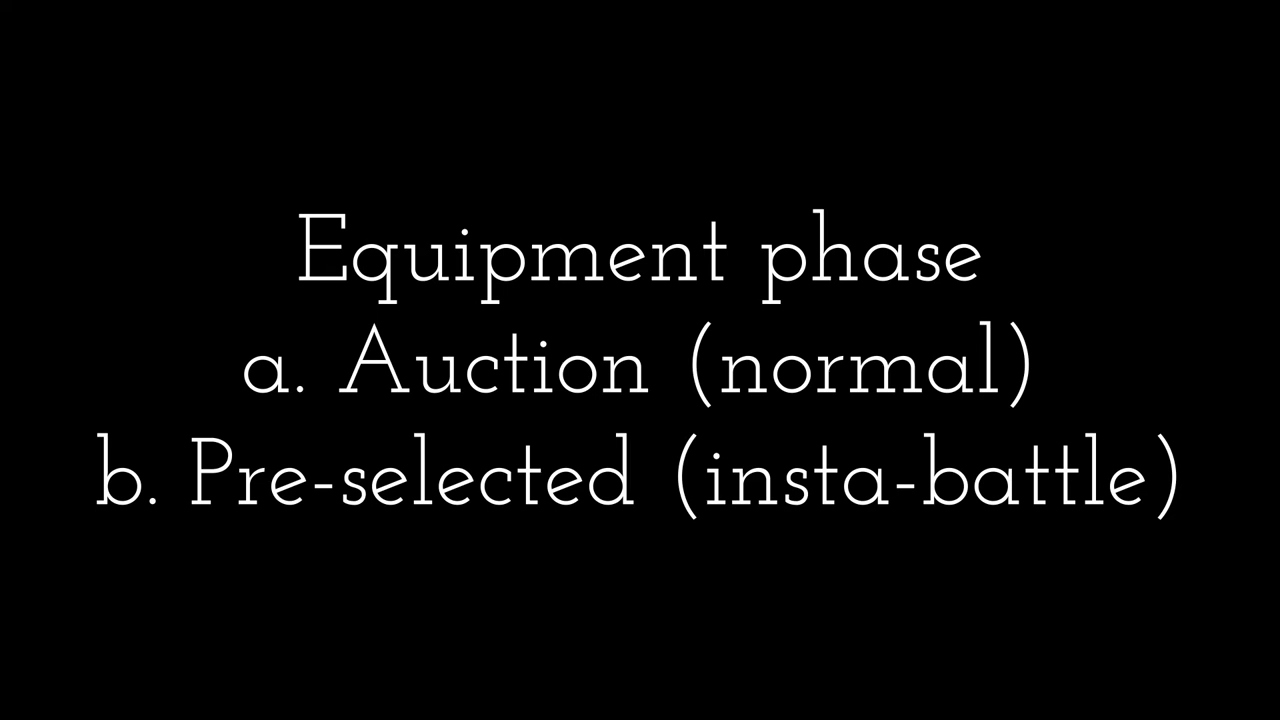 Equipment phase
a. Auction (normal)
b. Pre-selected (insta-battle)